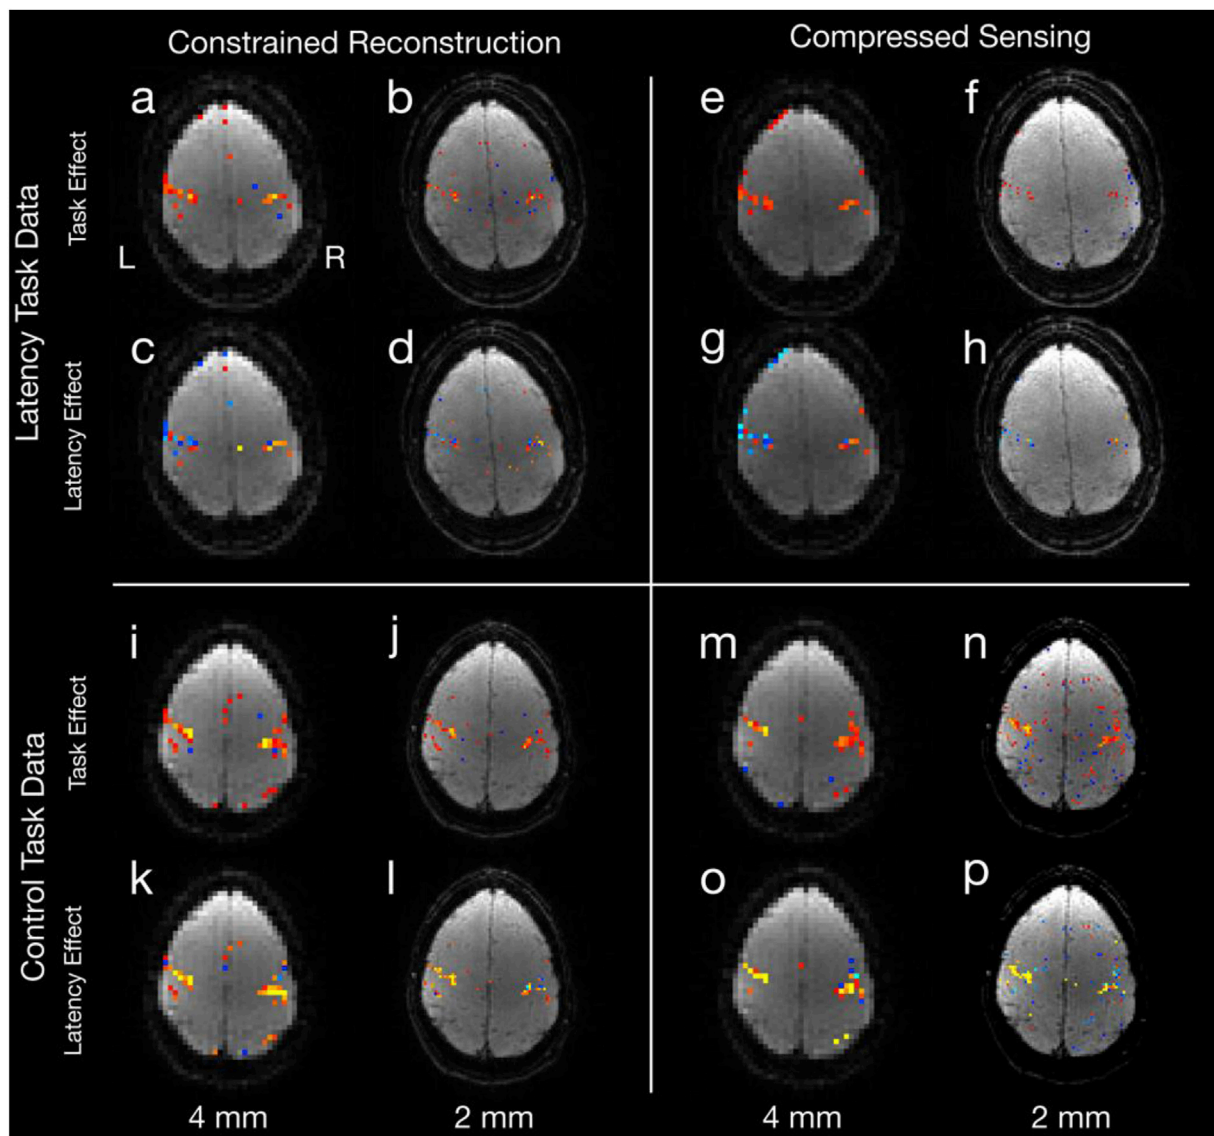 Constrained Reconstruction
Compressed Sensing
Latency Task Data
Task Effect
a
b
e
f
L
R
Latency Effect
c
d
g
h
Control Task Data
Task Effect
i
j
m
n
Latency Effect
k
l
o
p
4 mm
2 mm
4 mm
2 mm